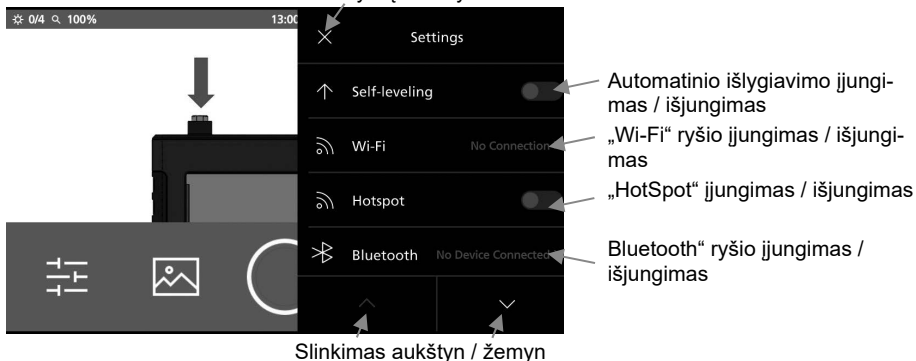 0/4 100% 13:00
Settings
Self-leveling
Wi-Fi No Connection
Hotspot
Bluetooth No Device Connected
Automatinio išlygiavimo įjungi-
mas / išjungimas
„Wi-Fi“ ryšio įjungimas / išjungi-
mas
„HotSpot“ įjungimas / išjungimas
Bluetooth“ ryšio įjungimas /
išjungimas
Slinkimas aukštyn / žemyn